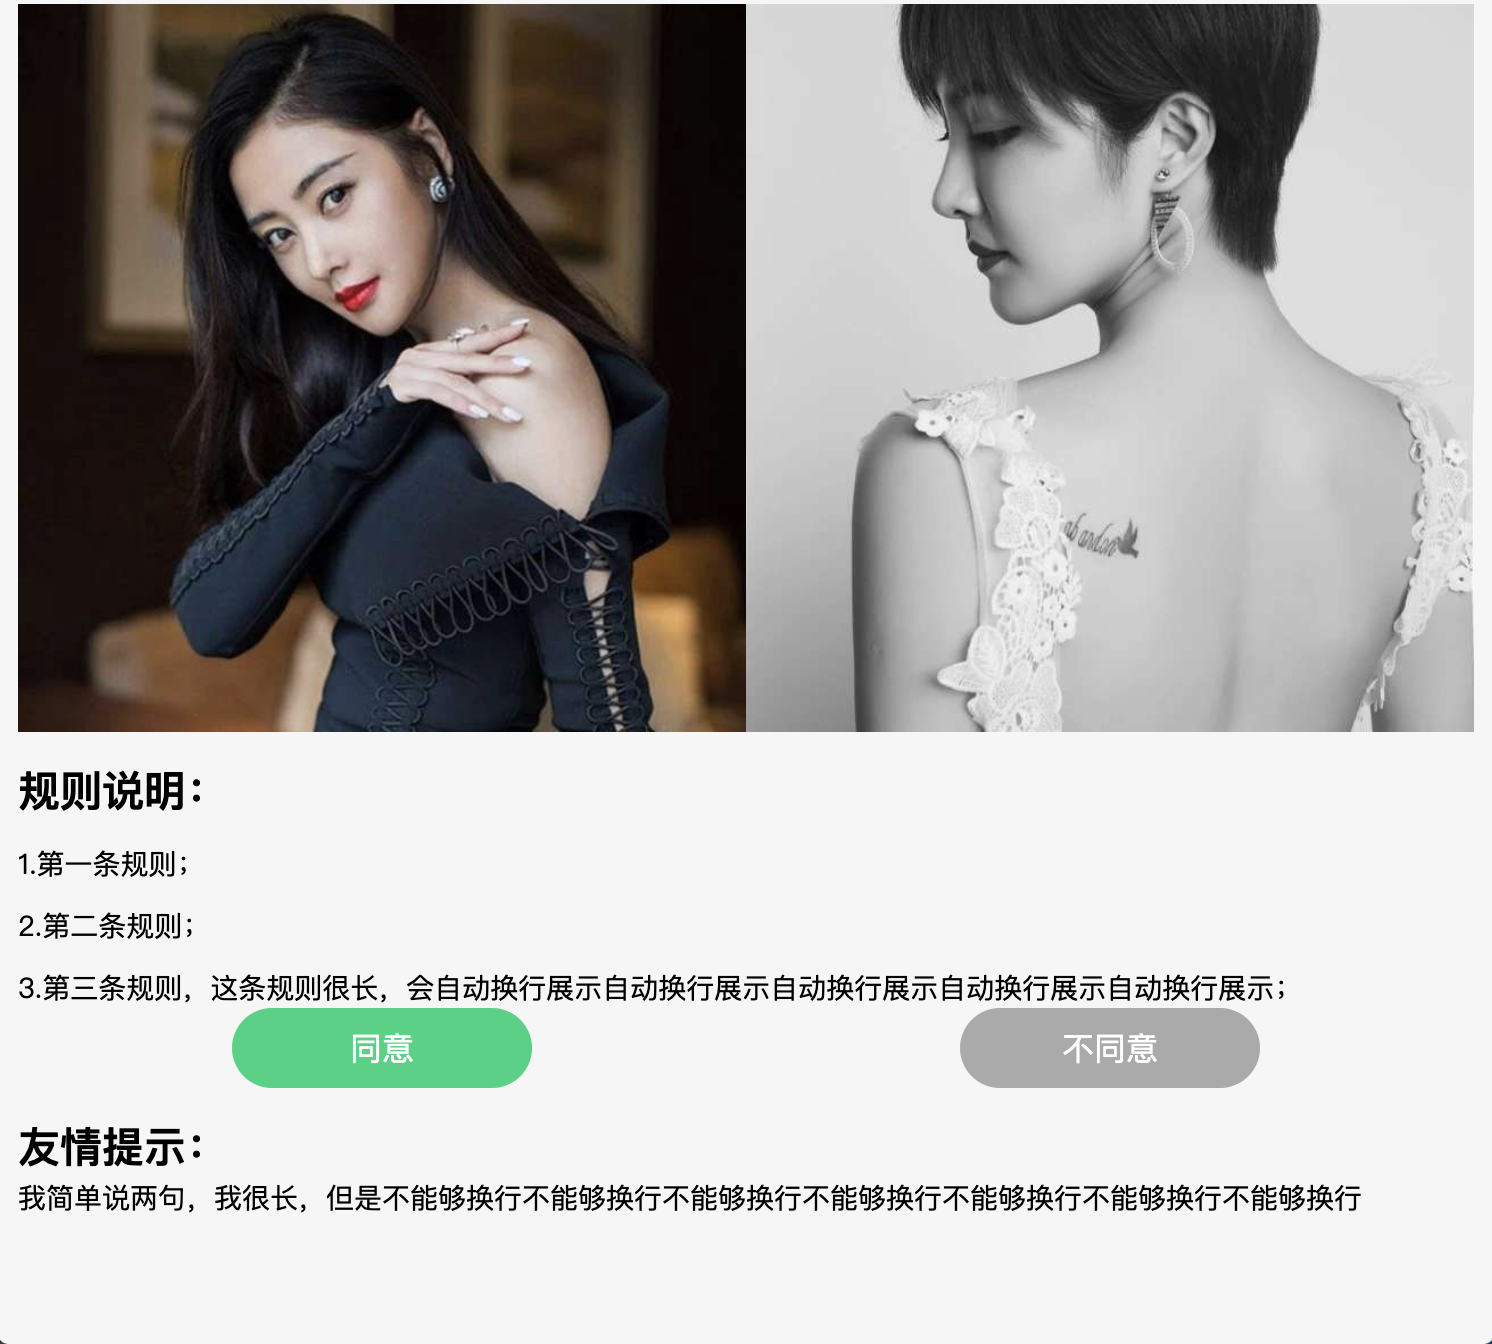 abandon
规则说明：
1.第一条规则；
2.第二条规则；
3.第三条规则，这条规则很长，会自动换行展示自动换行展示自动换行展示自动换行展示自动换行展示；
同意
不同意
友情提示：
我简单说两句，我很长，但是不能够换行不能够换行不能够换行不能够换行不能够换行不能够换行不能够换行